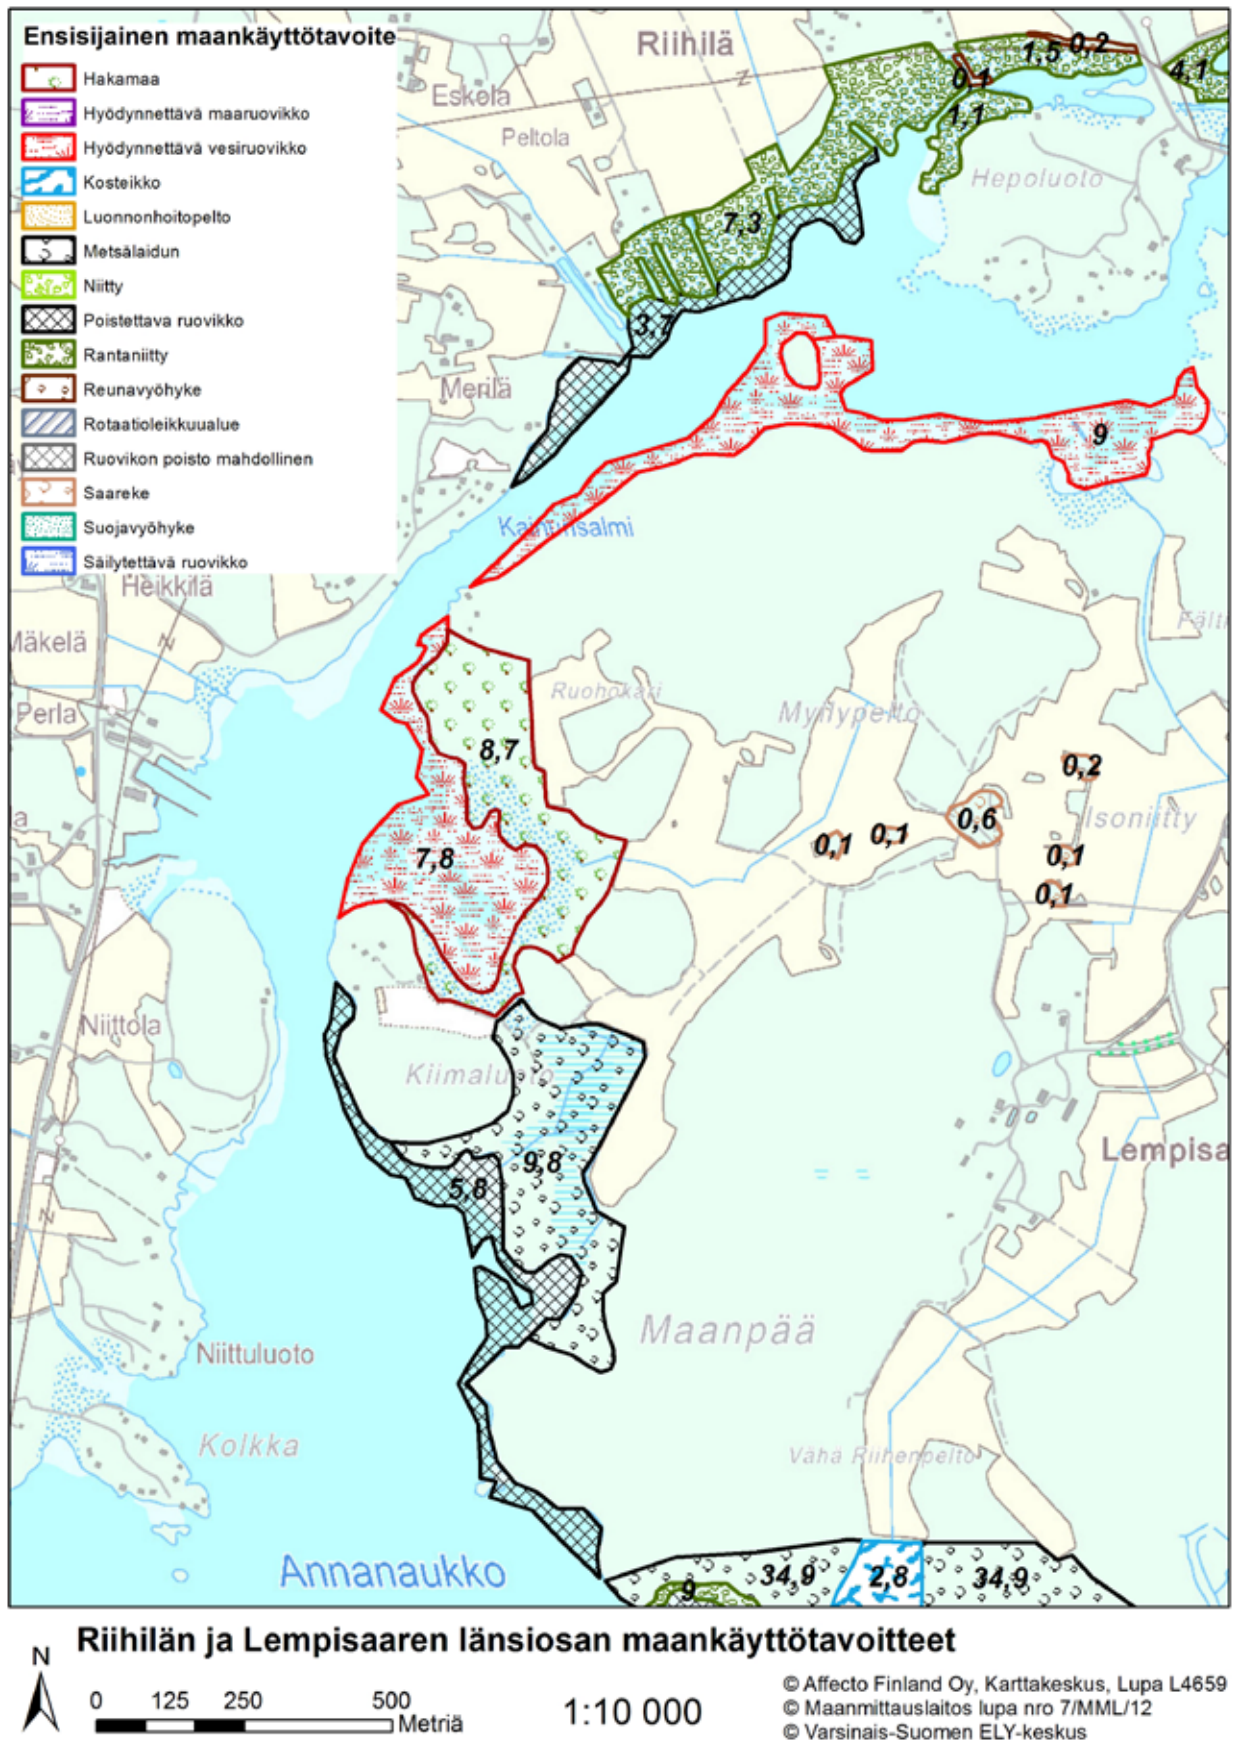 Ensisijainen maankäyttötavoite
Hakamaa
Hyödynnettävä maaruovikko
Hyödynnettävä vesiruovikko
Kosteikko
Luonnonhoitopelto
Metsälaidun
Niitty
Poistettava ruovikko
Rantaniitty
Reunavyöhyke
Rotaatioleikkuualue
Ruovikon poisto mahdollinen
Saareke
Suojavyöhyke
Säilytettävä ruovikko
Riihilä
Eskola
Peltola
0,2
1,5
0,1
4,1
1,1
Hepoluoto
7,3
3,7
Merilä
9
Heikkilä
Mäkelä
Perla
Ruohokari
Myllypelto
8,7
7,8
0,2
0,6
Isoniitty
0,1
0,1
0,1
0,1
Niittola
Kiimaluoto
9,8
5,8
Lempisa
Maanpää
Niittuluoto
Kolkka
Vähä Riihenpelto
Annanaukko
34,9
2,8
34,9
9
Riihilän ja Lempisaaren länsiosan maankäyttötavoitteet
N
0 125 250 500
Metriä
1:10 000
© Affecto Finland Oy, Karttakeskus, Lupa L4659
© Maanmittauslaitos lupa nro 7/MML/12
© Varsinais-Suomen ELY-keskus